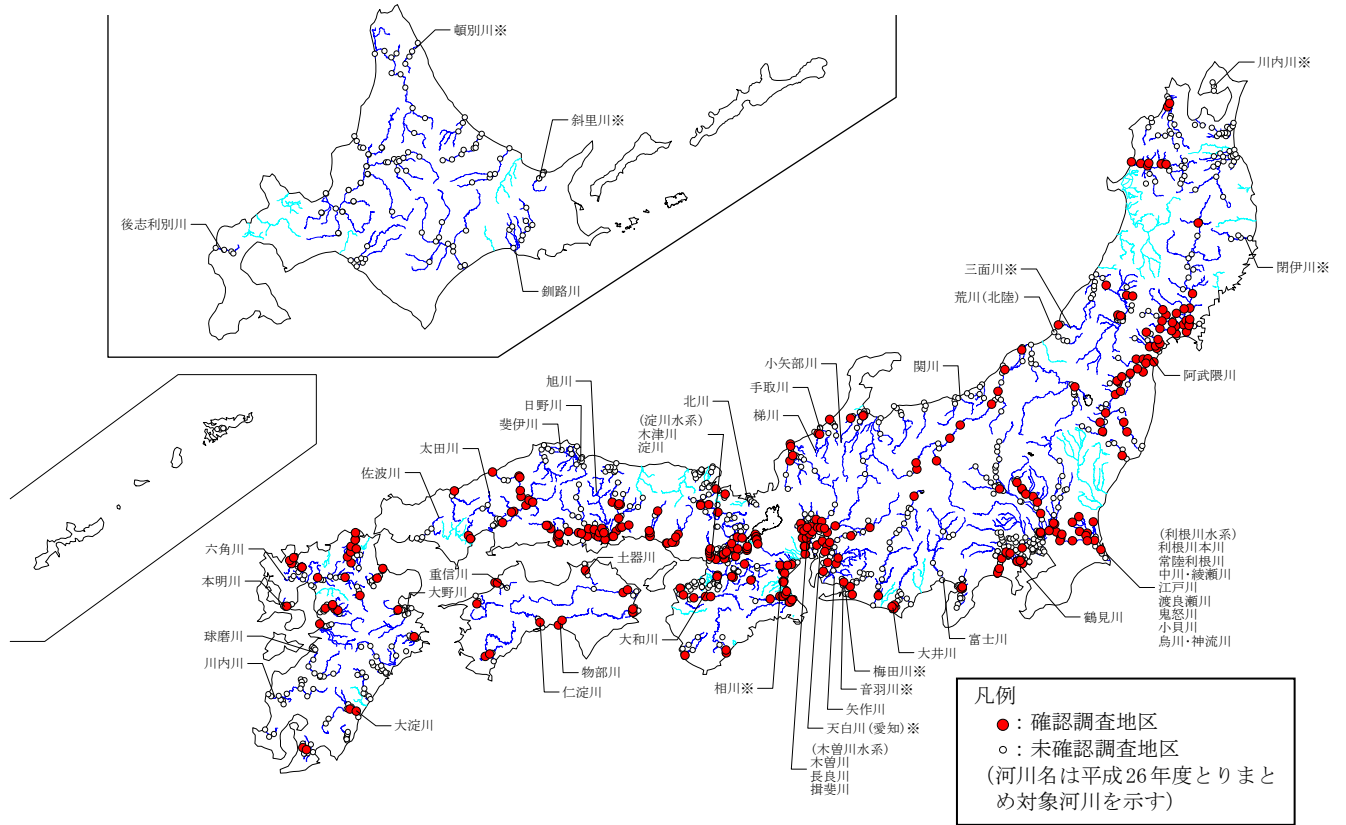 頓別川※
斜里川※
後志利別川
釧路川
川内川※
閉伊川※
三面川※
荒川(北陸)
阿武隈川
小矢部川
手取川
梯川
関川
北川
(淀川水系)
木津川
淀川
旭川
日野川
斐伊川
太田川
佐波川
六角川
本明川
球磨川
川内川
重信川
大野川
土器川
大和川
物部川
仁淀川
大淀川
相川※
(木曽川水系)
木曽川
長良川
揖斐川
天白川(愛知)※
矢作川
音羽川※
梅田川※
大井川
富士川
鶴見川
(利根川水系)
利根川本川
常陸利根川
中川・綾瀬川
江戸川
渡良瀬川
鬼怒川
小貝川
烏川・神流川
凡例
●：確認調査地区
○：未確認調査地区
(河川名は平成26年度とりまと
め対象河川を示す)